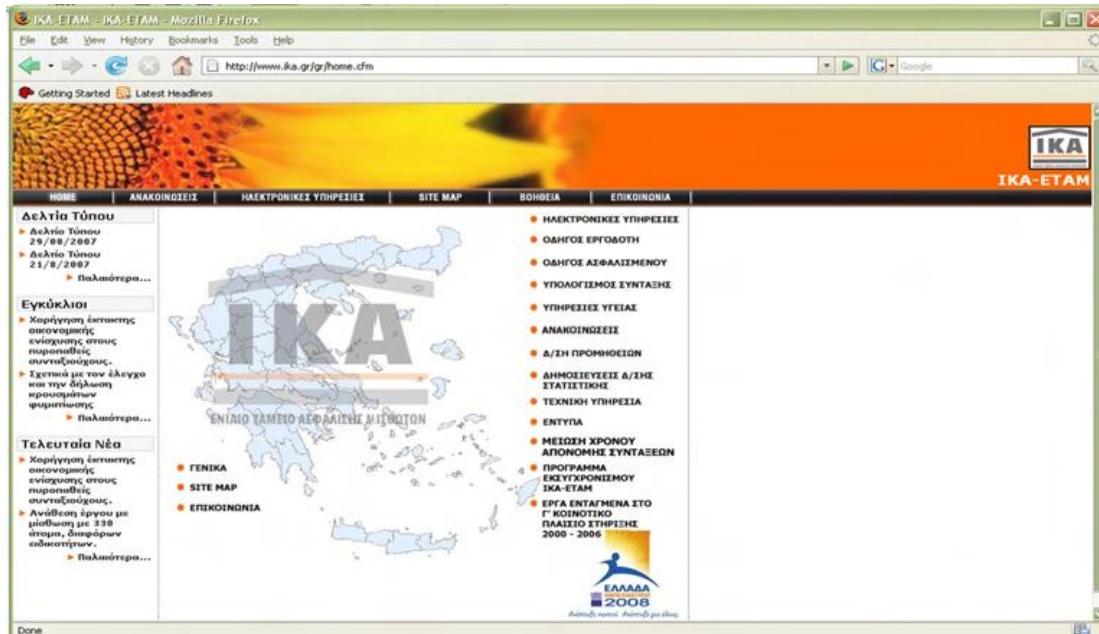 IKA-ETAM - IKA-ETAM - Mozilla Firefox
File Edit View History Bookmarks Tools Help
http://www.ika.gr/gr/home.cfm
Google
Getting Started Latest Headlines
IKA
IKA-ETAM
HOME ΑΝΑΚΟΙΝΩΣΕΙΣ ΗΛΕΚΤΡΟΝΙΚΕΣ ΥΠΗΡΕΣΙΕΣ SITE MAP ΒΟΗΘΕΙΑ ΕΠΙΚΟΙΝΩΝΙΑ
Δελτία Τύπου
Δελτίο Τύπου
29/08/2007
Δελτίο Τύπου
21/8/2007
Παλαιότερα...
Εγκύκλιοι
Χορήγηση έκτακτης
οικονομικής
ενίσχυσης στους
πυροπαθείς
συνταξιούχους.
Σχετικά με τον έλεγχο
και την δήλωση
κρουσμάτων
φυματίωσης
Παλαιότερα...
Τελευταία Νέα
Χορήγηση έκτακτης
οικονομικής
ενίσχυσης στους
πυροπαθείς
συνταξιούχους.
Ανάθεση έργου με
μίσθωση με 330
άτομα, διαφόρων
ειδικοτήτων.
Παλαιότερα...
IKA
ΕΝΙΑΙΟ ΤΑΜΕΙΟ ΑΣΦΑΛΙΣΗΣ ΜΙΣΘΩΤΩΝ
ΓΕΝΙΚΑ
SITE MAP
ΕΠΙΚΟΙΝΩΝΙΑ
ΗΛΕΚΤΡΟΝΙΚΕΣ ΥΠΗΡΕΣΙΕΣ
ΟΔΗΓΟΣ ΕΡΓΟΔΟΤΗ
ΟΔΗΓΟΣ ΑΣΦΑΛΙΣΜΕΝΟΥ
ΥΠΟΛΟΓΙΣΜΟΣ ΣΥΝΤΑΞΗΣ
ΥΠΗΡΕΣΙΕΣ ΥΓΕΙΑΣ
ΑΝΑΚΟΙΝΩΣΕΙΣ
Δ/ΣΗ ΠΡΟΜΗΘΕΙΩΝ
ΔΗΜΟΣΙΕΥΣΕΙΣ Δ/ΣΗΣ
ΣΤΑΤΙΣΤΙΚΗΣ
ΤΕΧΝΙΚΗ ΥΠΗΡΕΣΙΑ
ΕΝΤΥΠΑ
ΜΕΙΩΣΗ ΧΡΟΝΟΥ
ΑΠΟΝΟΜΗΣ ΣΥΝΤΑΞΕΩΝ
ΠΡΟΓΡΑΜΜΑ
ΕΚΣΥΓΧΡΟΝΙΣΜΟΥ
ΙΚΑ-ΕΤΑΜ
ΕΡΓΑ ΕΝΤΑΓΜΕΝΑ ΣΤΟ
Γ' ΚΟΙΝΟΤΙΚΟ
ΠΛΑΙΣΙΟ ΣΤΗΡΙΞΗΣ
2000 - 2006
ΕΛΛΑΔΑ
2008
Done